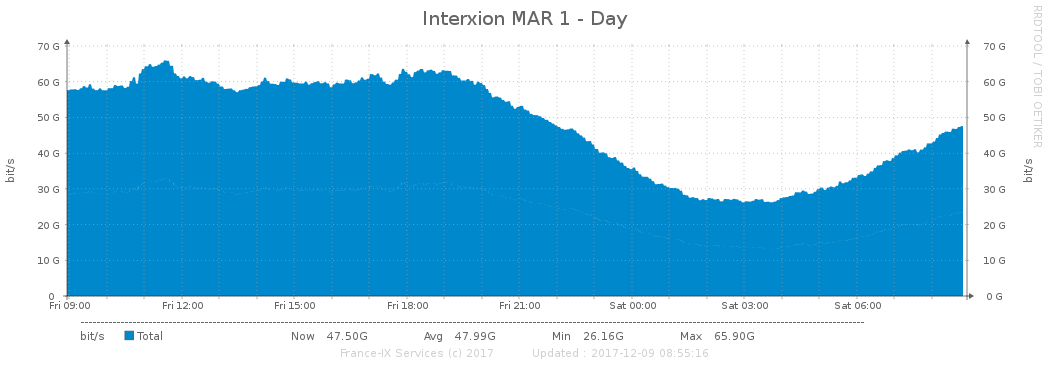 Interxion MAR 1 - Day
RRDTOOL / TOBI OETIKER
70 G 70 G
60 G 60 G
50 G 50 G
40 G 40 G
30 G 30 G
20 G 20 G
10 G 10 G
0 0 G
bit/s bit/s
Fri 09:00 Fri 12:00 Fri 15:00 Fri 18:00 Fri 21:00 Sat 00:00 Sat 03:00 Sat 06:00
bit/s Total Now 47.50G Avg 47.99G Min 26.16G Max 65.90G
France-IX Services (c) 2017 Updated : 2017-12-09 08:55:16